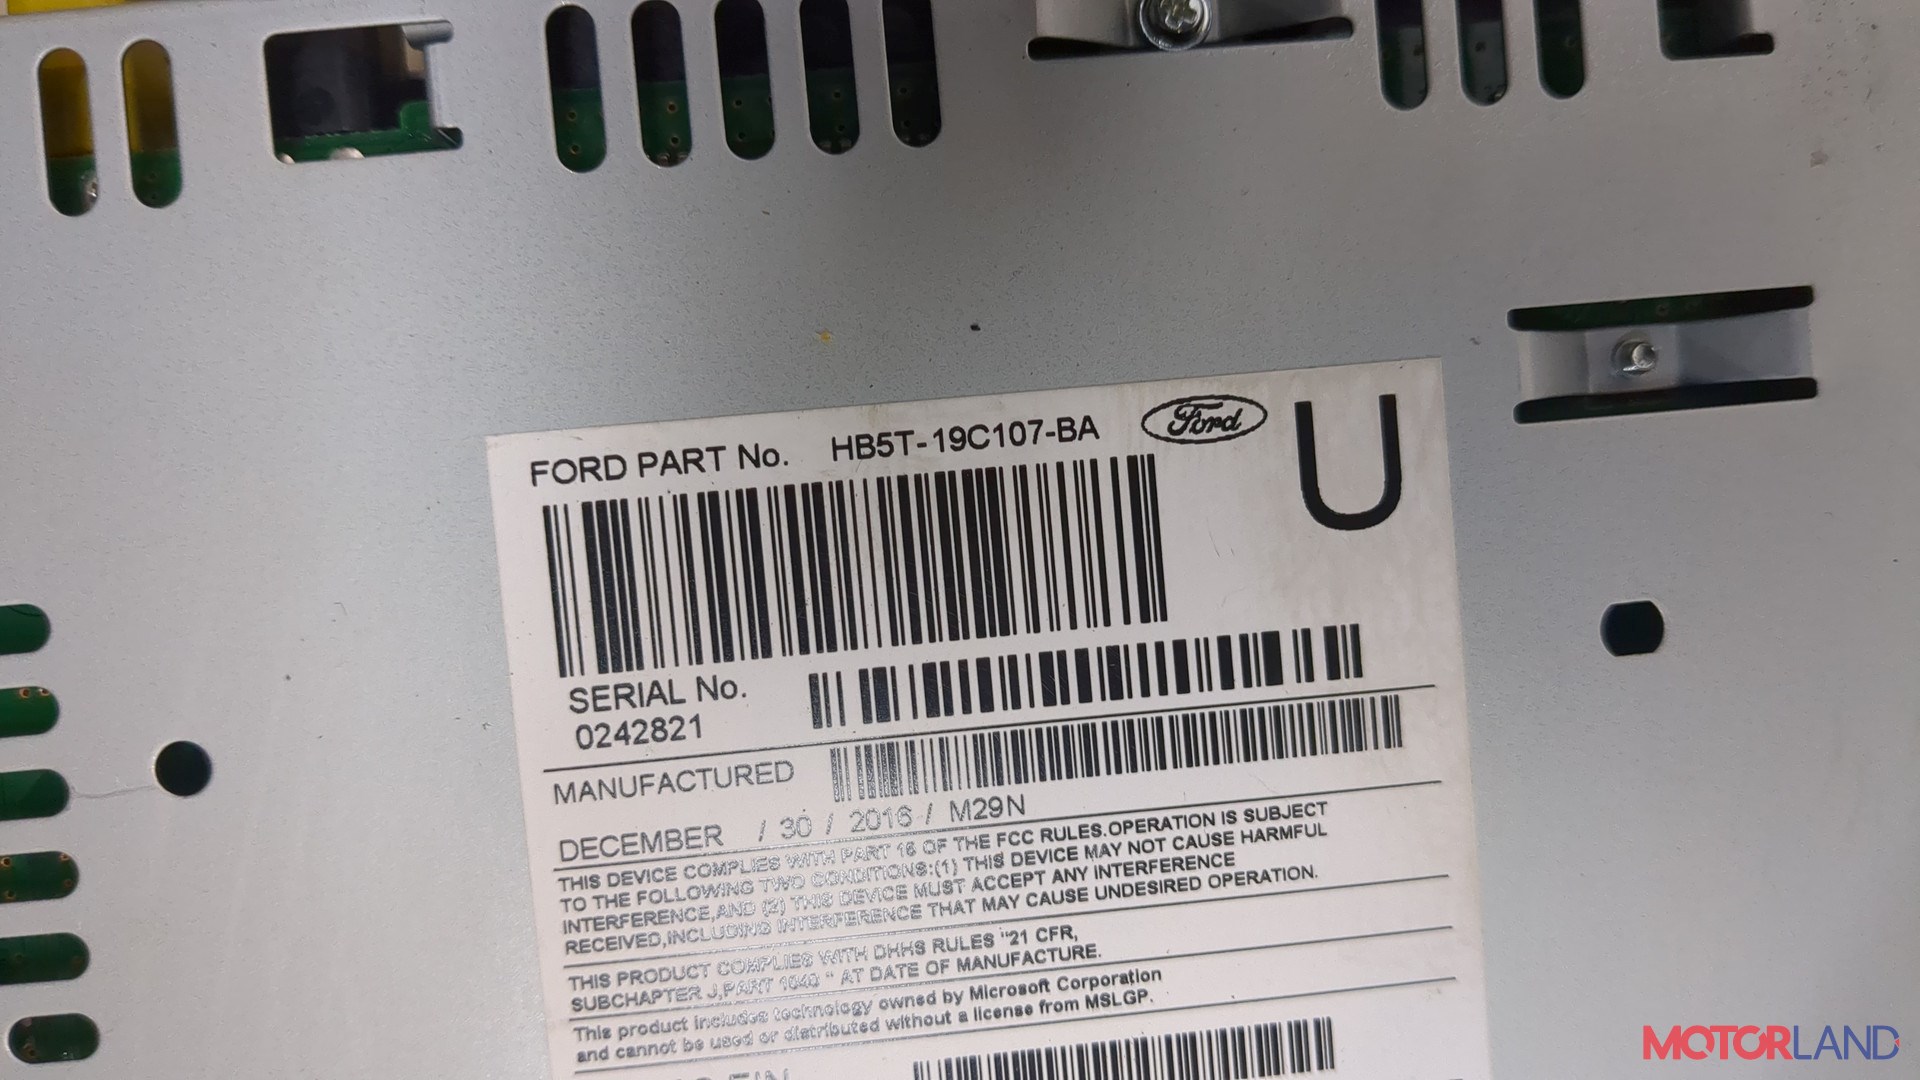 FORD PART No. HB5T-19C107-BA Ford U
SERIAL No.
0242821
MANUFACTURED
DECEMBER / 30 / 2016 / M29N
THIS DEVICE COMPLIES WITH PART 15 OF THE FCC RULES.OPERATION IS SUBJECT
TO THE FOLLOWING TWO CONDITIONS:(1) THIS DEVICE MAY NOT CAUSE HARMFUL
INTERFERENCE,AND (2) THIS DEVICE MUST ACCEPT ANY INTERFERENCE
RECEIVED,INCLUDING INTERFERENCE THAT MAY CAUSE UNDESIRED OPERATION.
THIS PRODUCT COMPLIES WITH DHHS RULES "21 CFR,
SUBCHAPTER J,PART 1040 " AT DATE OF MANUFACTURE.
This product includes technology owned by Microsoft Corporation
and cannot be used or distributed without a license from MSLGP.
MOTORLAND